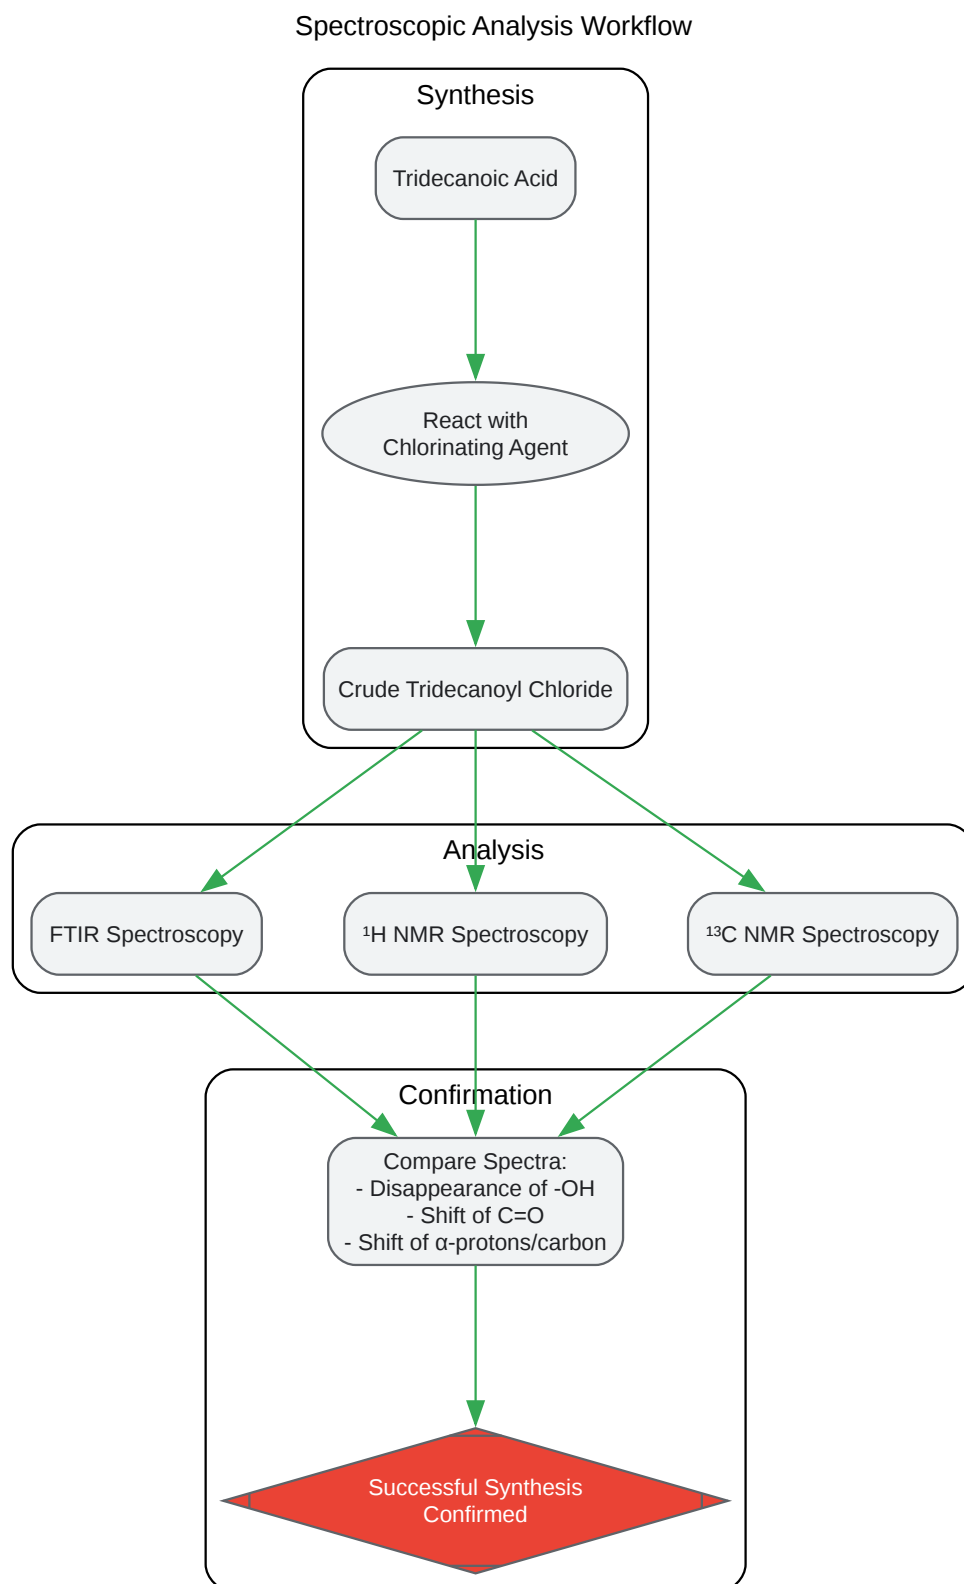 Spectroscopic Analysis Workflow
Synthesis
Tridecanoic Acid
React with
Chlorinating Agent
Crude Tridecanoyl Chloride
Analysis
FTIR Spectroscopy
¹H NMR Spectroscopy
¹³C NMR Spectroscopy
Confirmation
Compare Spectra:
- Disappearance of -OH
- Shift of C=O
- Shift of α-protons/carbon
Successful Synthesis
Confirmed